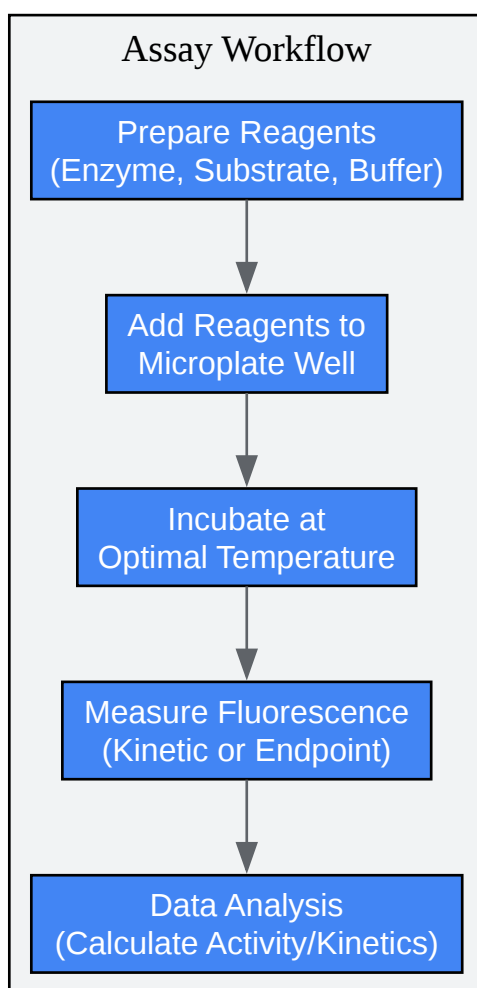 Assay Workflow
Prepare Reagents
(Enzyme, Substrate, Buffer)
Add Reagents to
Microplate Well
Incubate at
Optimal Temperature
Measure Fluorescence
(Kinetic or Endpoint)
Data Analysis
(Calculate Activity/Kinetics)